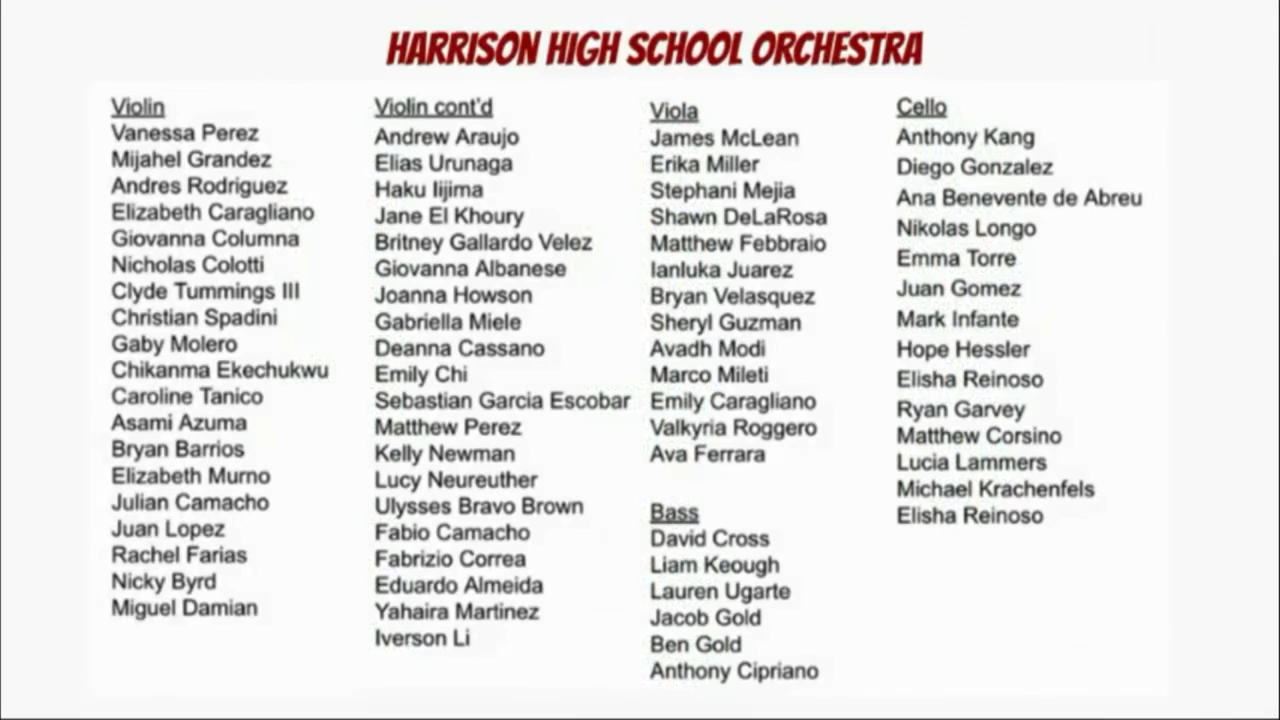 HARRISON HIGH SCHOOL ORCHESTRA
Violin
Vanessa Perez
Mijahel Grandez
Andres Rodriguez
Elizabeth Caragliano
Giovanna Columna
Nicholas Colotti
Clyde Tummings III
Christian Spadini
Gaby Molero
Chikanma Ekechukwu
Caroline Tanico
Asami Azuma
Bryan Barrios
Elizabeth Murno
Julian Camacho
Juan Lopez
Rachel Farias
Nicky Byrd
Miguel Damian
Violin cont'd
Andrew Araujo
Elias Urunaga
Haku Iijima
Jane El Khoury
Britney Gallardo Velez
Giovanna Albanese
Joanna Howson
Gabriella Miele
Deanna Cassano
Emily Chi
Sebastian Garcia Escobar
Matthew Perez
Kelly Newman
Lucy Neureuther
Ulysses Bravo Brown
Fabio Camacho
Fabrizio Correa
Eduardo Almeida
Yahaira Martinez
Iverson Li
Viola
James McLean
Erika Miller
Stephani Mejia
Shawn DeLaRosa
Matthew Febbraio
Ianluka Juarez
Bryan Velasquez
Sheryl Guzman
Avadh Modi
Marco Mileti
Emily Caragliano
Valkyria Roggero
Ava Ferrara
Bass
David Cross
Liam Keough
Lauren Ugarte
Jacob Gold
Ben Gold
Anthony Cipriano
Cello
Anthony Kang
Diego Gonzalez
Ana Benevente de Abreu
Nikolas Longo
Emma Torre
Juan Gomez
Mark Infante
Hope Hessler
Elisha Reinoso
Ryan Garvey
Matthew Corsino
Lucia Lammers
Michael Krachenfels
Elisha Reinoso